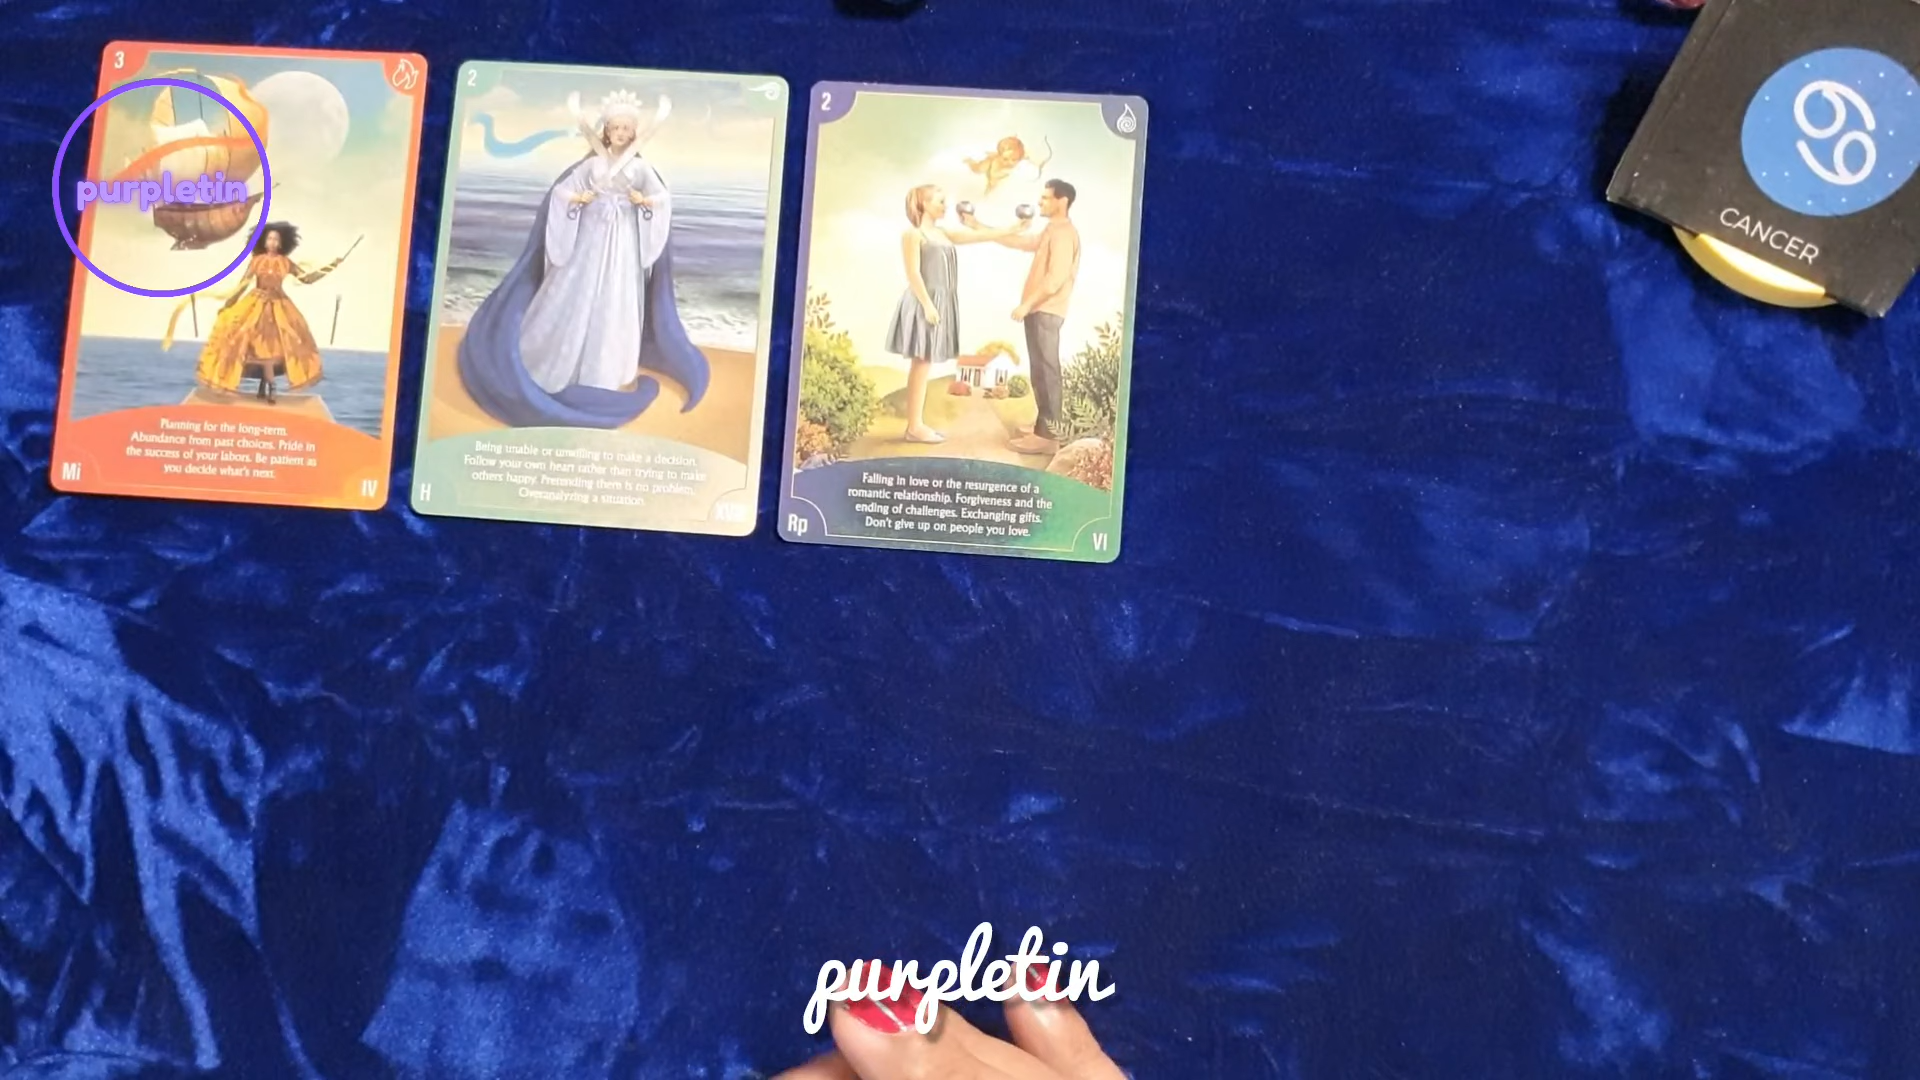 3
purpletin
Planning for the long-term.
Abundance from past choices. Pride in
the success of your labors. Be patient as
you decide what's next.
Mi
IV
2
Being unable or unwilling to make a decision.
Follow your own heart rather than trying to make
others happy. Pretending there is no problem.
Overanalyzing a situation.
H
XVIII
2
Falling in love or the resurgence of a
romantic relationship. Forgiveness and the
ending of challenges. Exchanging gifts.
Don't give up on people you love.
Rp
VI
CANCER
purpletin